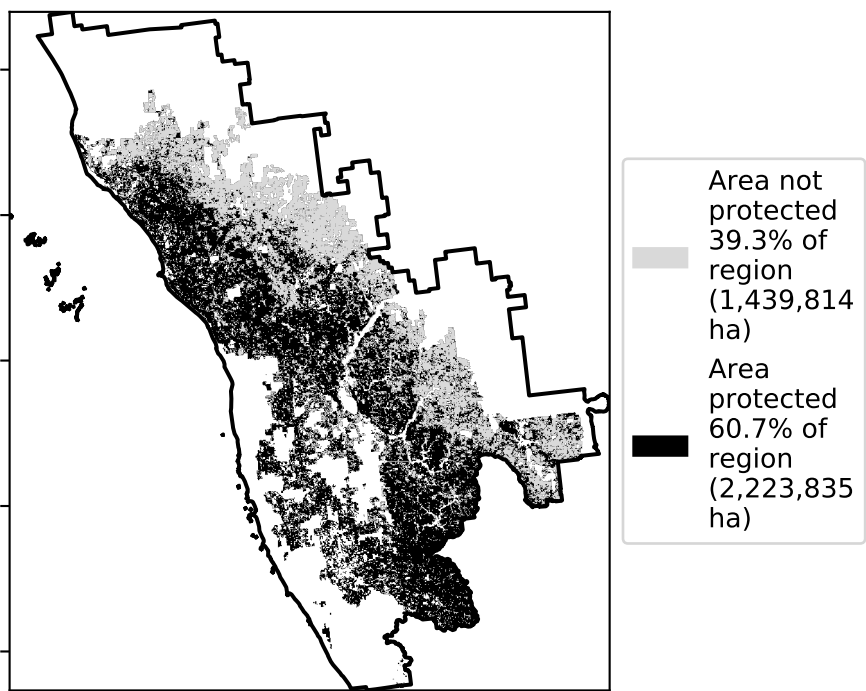 Area not
protected
39.3% of
region
(1,439,814
ha)
Area
protected
60.7% of
region
(2,223,835
ha)